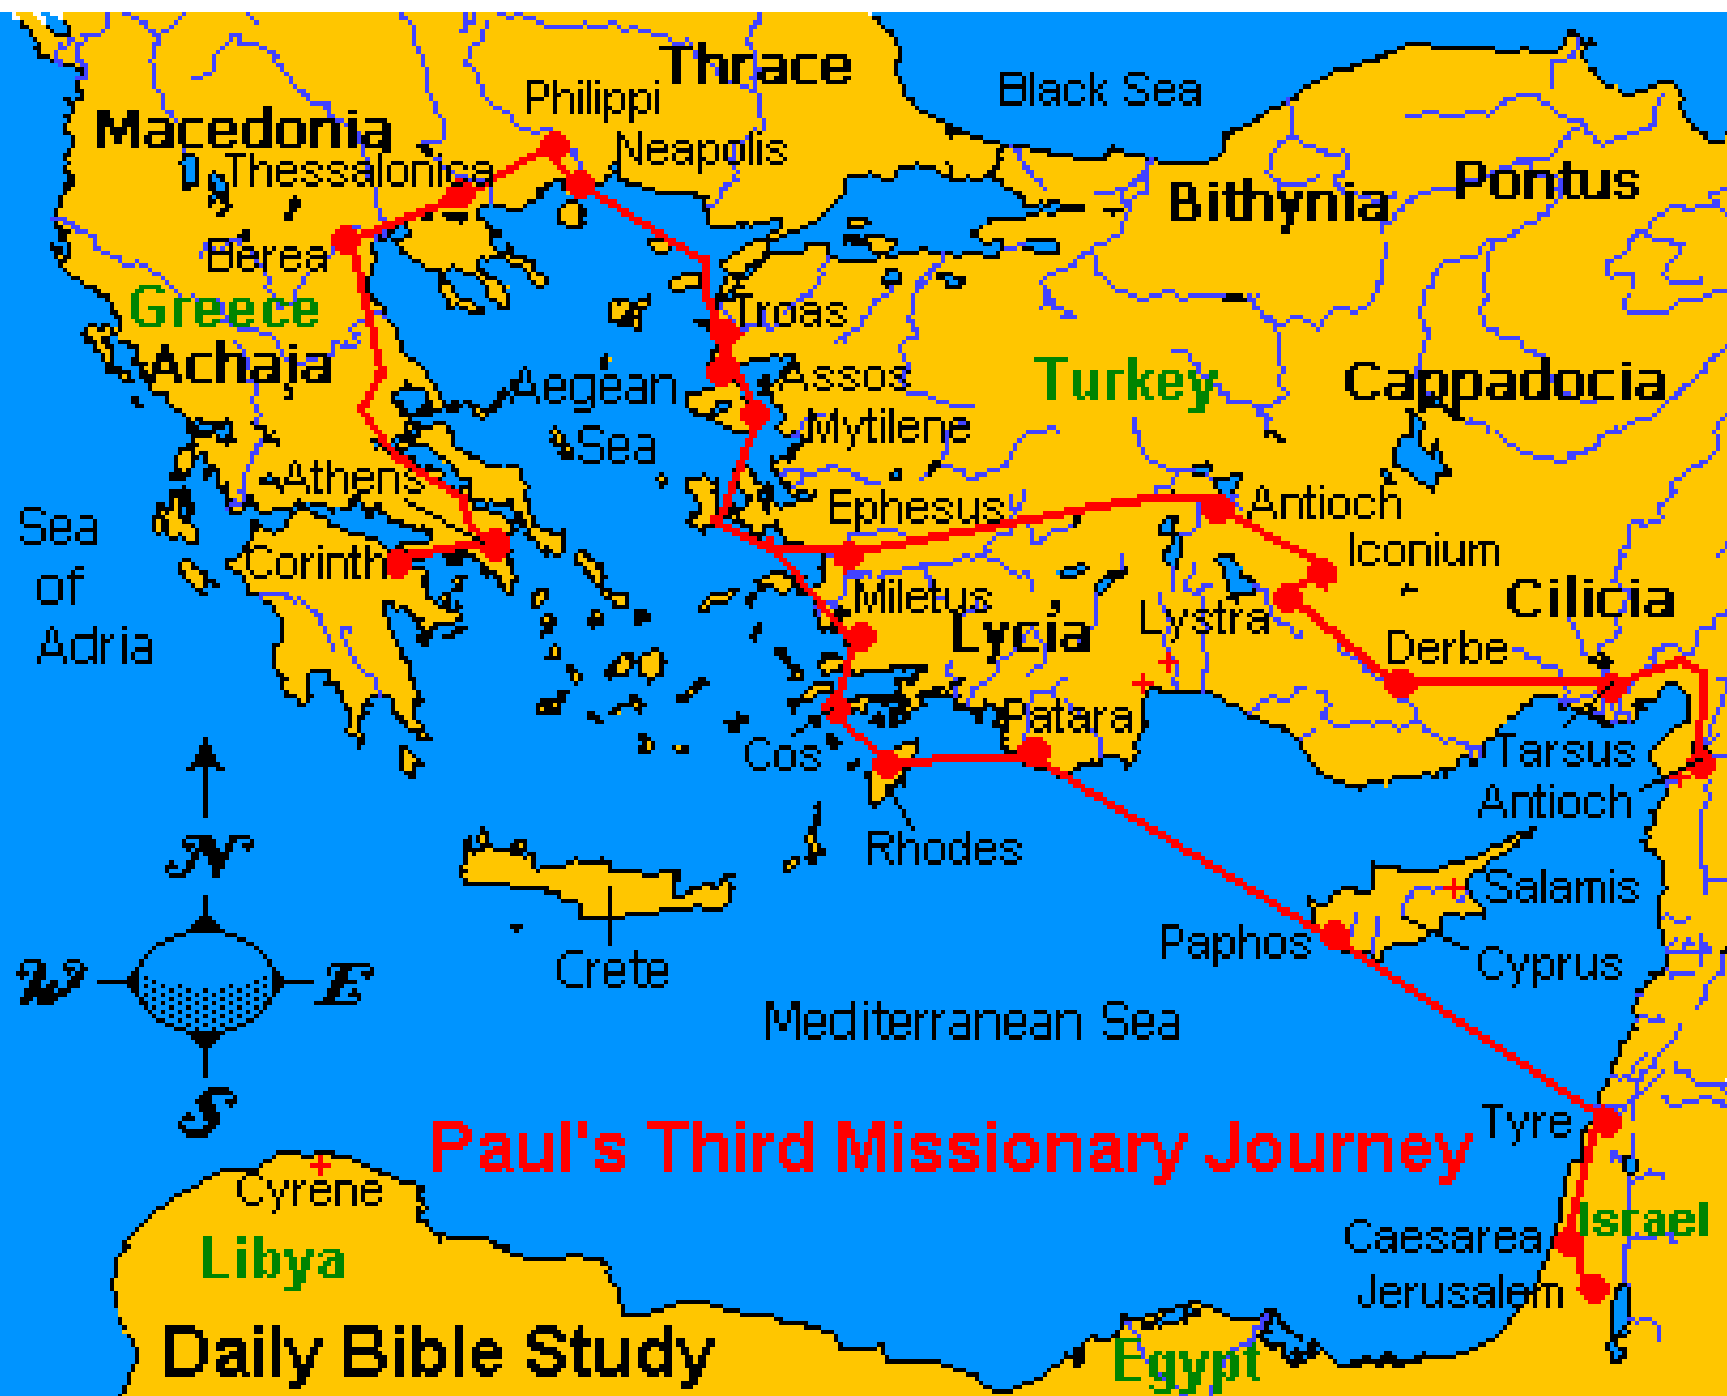 Thrace
Black Sea
Philippi
Macedonia
Neapolis
Thessalonica
Pontus
Bithynia
Berea
Greece
Troas
Achaia
Aegean
Sea
Assos
Turkey
Cappadocia
Mytilene
Athens
Ephesus
Antioch
Sea
of
Adria
Corinth
Iconium
Miletus
Lystra
Cilicia
Lycia
Derbe
Patara
Cos
Tarsus
Antioch
Rhodes
N
W
E
S
Salamis
Paphos
Cyprus
Crete
Mediterranean Sea
Tyre
Paul's Third Missionary Journey
Cyrene
Israel
Caesarea
Libya
Jerusalem
Daily Bible Study
Egypt